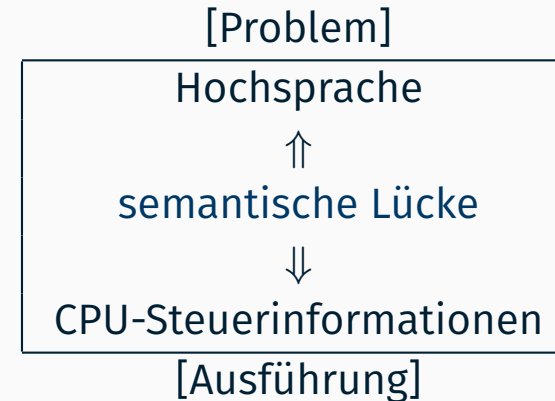 [Problem]
Hochsprache
⇑
semantische Lücke
⇓
CPU-Steuerinformationen
[Ausführung]